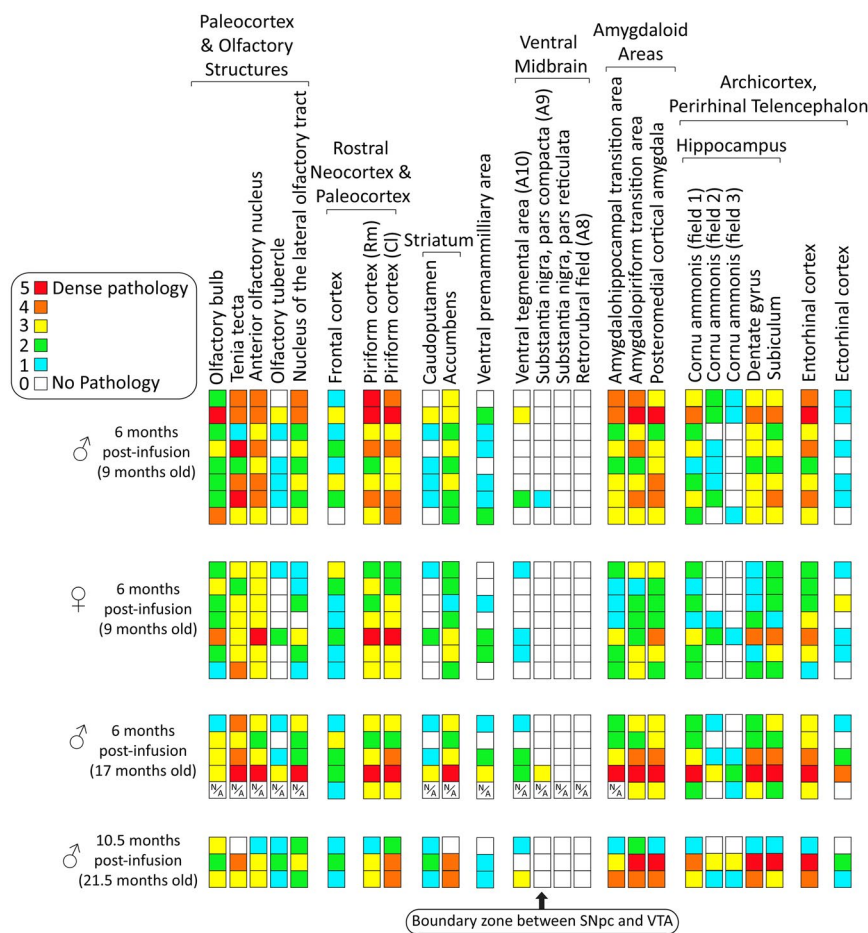 Paleocortex
& Olfactory
Structures
Rostral
Neocortex &
Paleocortex
Striatum
Ventral
Midbrain
Amygdaloid
Areas
Archicortex,
Perirhinal Telencephalon
Hippocampus
Olfactory bulb
Tenia tecta
Anterior olfactory nucleus
Olfactory tubercle
Nucleus of the lateral olfactory tract
Frontal cortex
Piriform cortex (Rm)
Piriform cortex (Cl)
Caudoputamen
Accumbens
Ventral premammilliary area
Ventral tegmental area (A10)
Substantia nigra, pars compacta (A9)
Substantia nigra, pars reticulata
Retrorubral field (A8)
Amygdalohippocampal transition area
Amygdalopiriform transition area
Posteromedial cortical amygdala
Cornu ammonis (field 1)
Cornu ammonis (field 2)
Cornu ammonis (field 3)
Dentate gyrus
Subiculum
Entorhinal cortex
Ectorhinal cortex
5 Dense pathology
4
3
2
1
0 No Pathology
♂ 6 months
post-infusion
(9 months old)
♀ 6 months
post-infusion
(9 months old)
♂ 6 months
post-infusion
(17 months old)
N/A N/A N/A N/A N/A N/A N/A N/A N/A N/A N/A N/A
♂ 10.5 months
post-infusion
(21.5 months old)
Boundary zone between SNpc and VTA